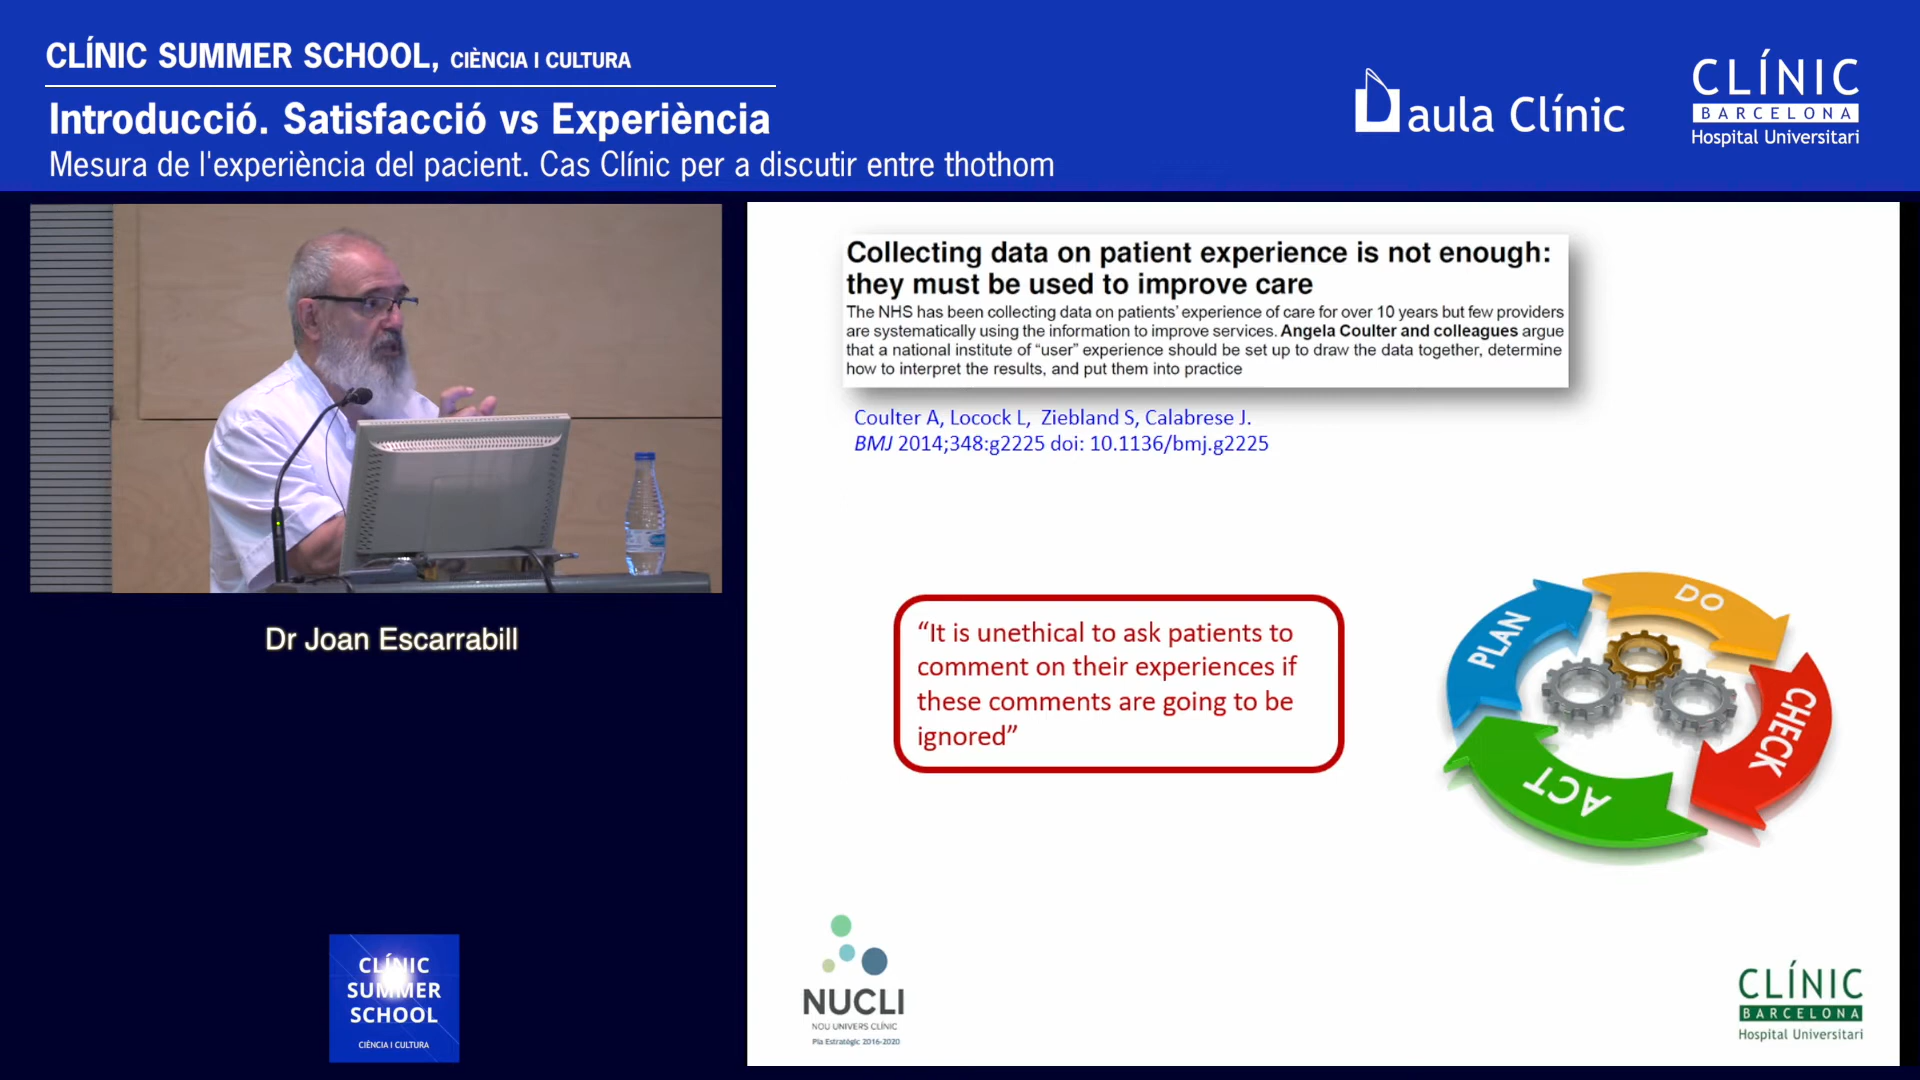 CLÍNIC SUMMER SCHOOL, CIÈNCIA I CULTURA
Introducció. Satisfacció vs Experiència
Mesura de l'experiència del pacient. Cas Clínic per a discutir entre thothom
aula Clínic
CLÍNIC
BARCELONA
Hospital Universitari
Collecting data on patient experience is not enough:
they must be used to improve care
The NHS has been collecting data on patients' experience of care for over 10 years but few providers
are systematically using the information to improve services. Angela Coulter and colleagues argue
that a national institute of “user” experience should be set up to draw the data together, determine
how to interpret the results, and put them into practice
Coulter A, Locock L, Ziebland S, Calabrese J.
BMJ 2014;348:g2225 doi: 10.1136/bmj.g2225
“It is unethical to ask patients to
comment on their experiences if
these comments are going to be
ignored”
PLAN
DO
CHECK
ACT
Dr Joan Escarrabill
CLÍNIC
SUMMER
SCHOOL
CIÈNCIA I CULTURA
NUCLI
NOU UNIVERS CLÍNIC
Pla Estratègic 2016-2020
CLÍNIC
BARCELONA
Hospital Universitari